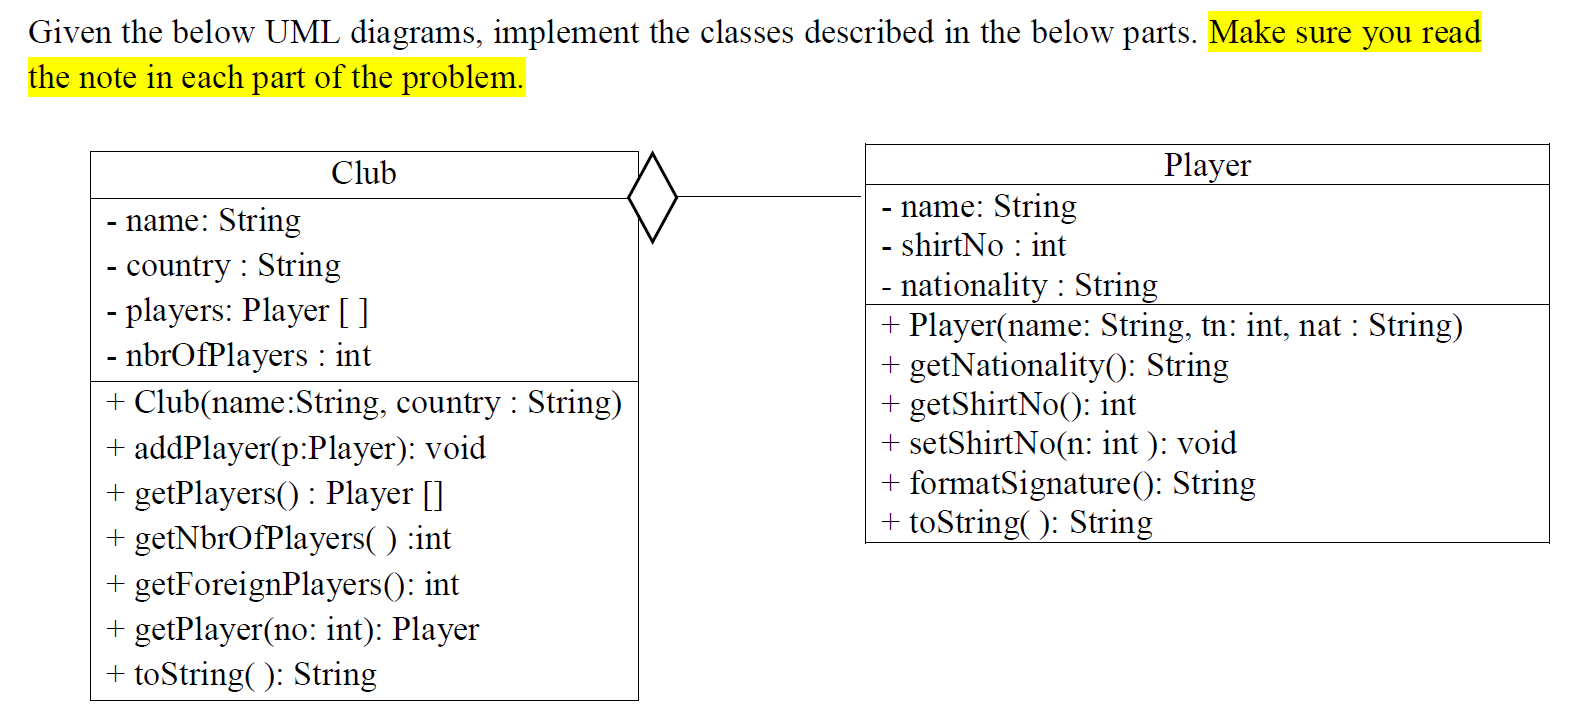 Given the below UML diagrams, implement the classes described in the below parts. Make sure you read
the note in each part of the problem.
Club
- name: String
- country : String
- players: Player [ ]
- nbrOfPlayers : int
+ Club(name:String, country : String)
+ addPlayer(p:Player): void
+ getPlayers() : Player []
+ getNbrOfPlayers( ) :int
+ getForeignPlayers(): int
+ getPlayer(no: int): Player
+ toString( ): String
Player
- name: String
- shirtNo : int
- nationality : String
+ Player(name: String, tn: int, nat : String)
+ getNationality(): String
+ getShirtNo(): int
+ setShirtNo(n: int ): void
+ formatSignature(): String
+ toString( ): String